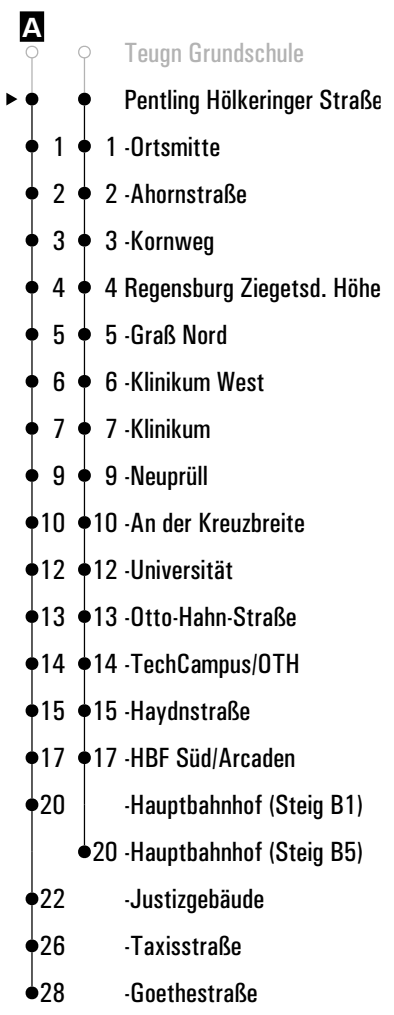 A
Teugn Grundschule
Pentling Hölkeringer Straße
1 1 -Ortsmitte
2 2 -Ahornstraße
3 3 -Kornweg
4 4 Regensburg Ziegetsd. Höhe
5 5 -Graß Nord
6 6 -Klinikum West
7 7 -Klinikum
9 9 -Neuprüll
10 10 -An der Kreuzbreite
12 12 -Universität
13 13 -Otto-Hahn-Straße
14 14 -TechCampus/OTH
15 15 -Haydnstraße
17 17 -HBF Süd/Arcaden
20 -Hauptbahnhof (Steig B1)
20 -Hauptbahnhof (Steig B5)
22 -Justizgebäude
26 -Taxisstraße
28 -Goethestraße